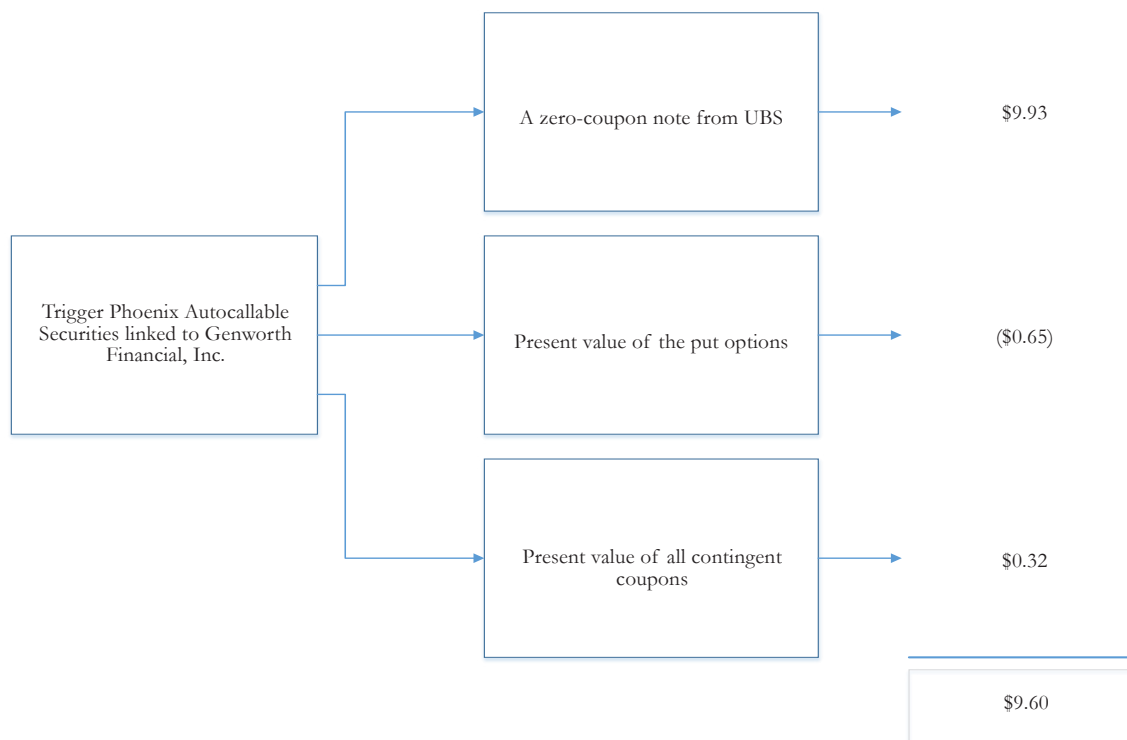 A zero-coupon note from UBS
$9.93
Trigger Phoenix Autocallable
Securities linked to Genworth
Financial, Inc.
Present value of the put options
($0.65)
Present value of all contingent
coupons
$0.32
$9.60